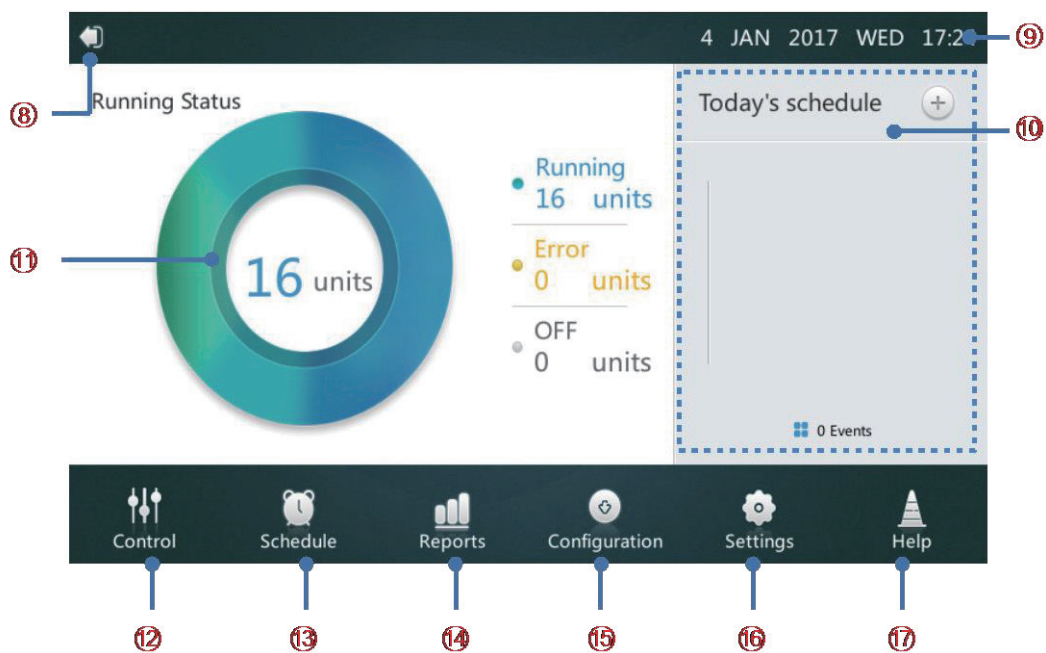 4 JAN 2017 WED 17:2
⑨
⑧
Running Status
Today's schedule
⑩
Running
16 units
Error
0 units
⑪
16 units
OFF
0 units
0 Events
Control Schedule Reports Configuration Settings Help
⑫ ⑬ ⑭ ⑮ ⑯ ⑰